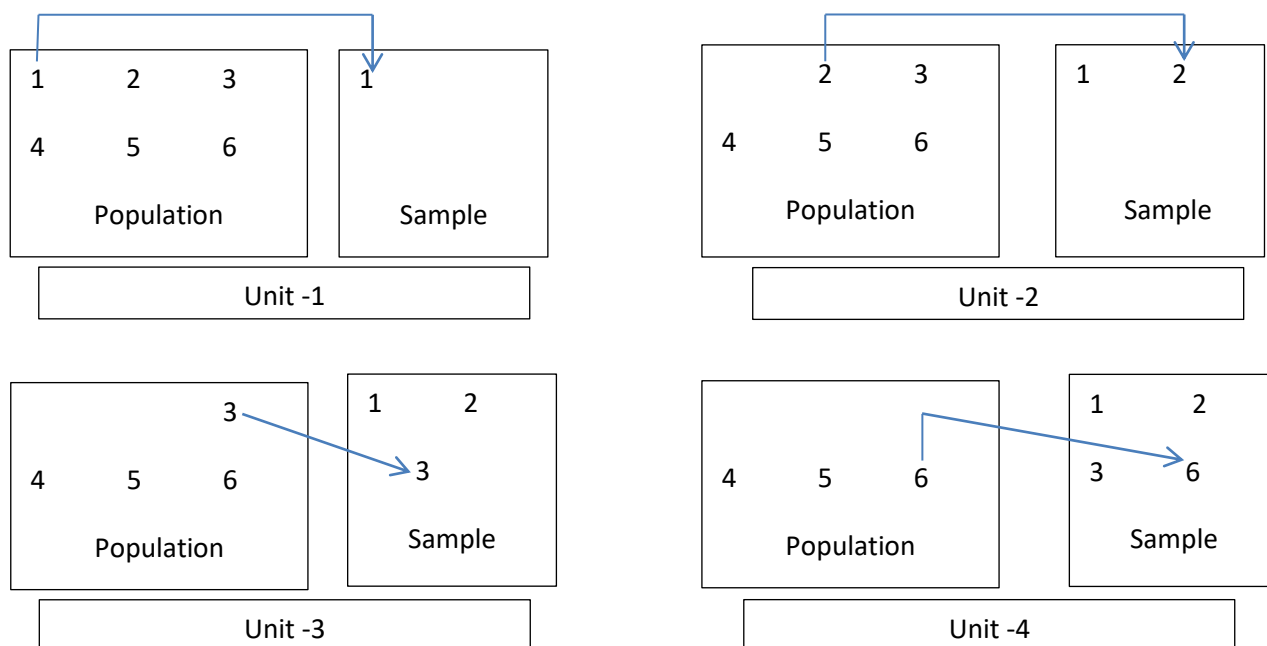 1 2 3
4 5 6
Population
1
Sample
Unit -1
2 3
4 5 6
Population
1 2
Sample
Unit -2
3
4 5 6
Population
1 2
3
Sample
Unit -3
4 5 6
Population
1 2
3 6
Sample
Unit -4